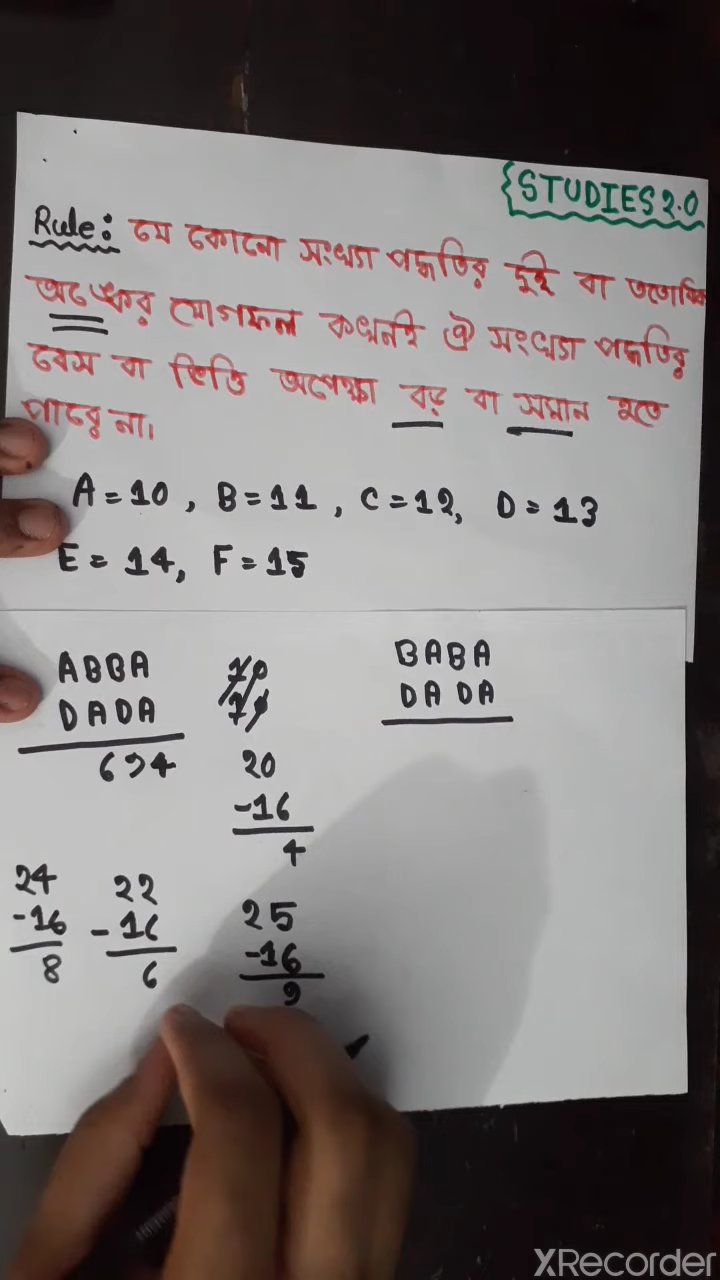 {STUDIES 2.0
Rule: যে কোনো সংখ্যা পদ্ধতির দুই বা ততোধিক
অঙ্কের যোগফল কখনই ঐ সংখ্যা পদ্ধতির
বেস বা ভিত্তি অপেক্ষা বড় বা সমান হতে
পারবে না।
A = 10 , B = 11 , C = 12, D = 13
E = 14, F = 15
ABBA
DADA
694
20
-16
4
24
-16
8
22
-16
6
25
-16
9
BABA
DADA
XRecorder